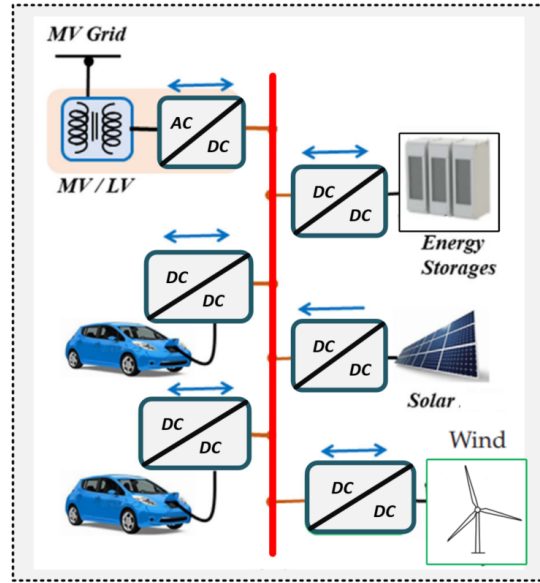 MV Grid
AC
DC
MV / LV
DC
DC
Energy
Storages
DC
DC
DC
DC
Solar
DC
DC
Wind
DC
DC